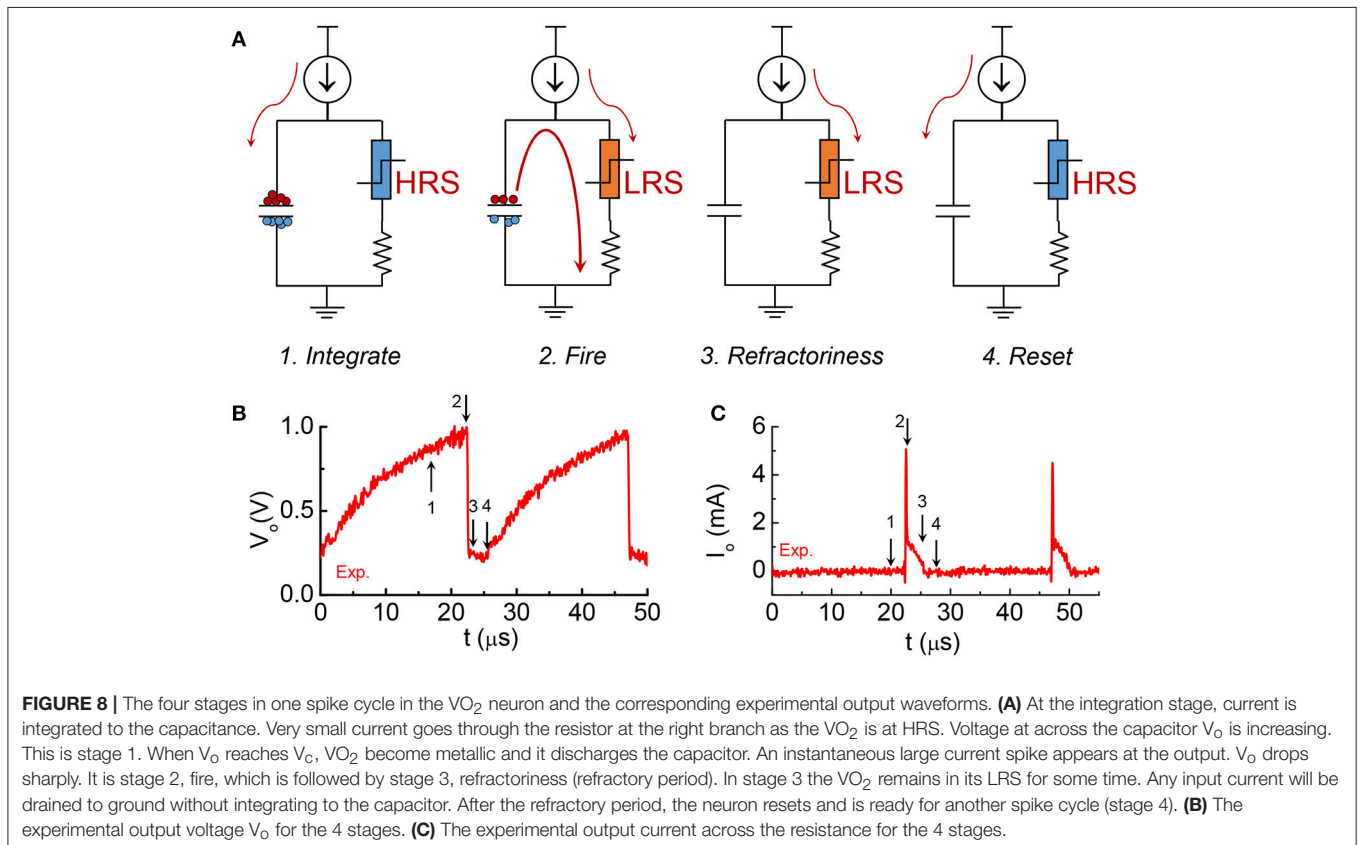 A
HRS
LRS
LRS
HRS
1. Integrate
2. Fire
3. Refractoriness
4. Reset
B
1.0
0.5
0.0
Vo(V)
2
1
3
4
Exp.
0 10 20 30 40 50
t (μs)
C
6
4
2
0
Io (mA)
2
3
1
4
Exp.
0 10 20 30 40 50
t (μs)
FIGURE 8 | The four stages in one spike cycle in the VO2 neuron and the corresponding experimental output waveforms. (A) At the integration stage, current is
integrated to the capacitance. Very small current goes through the resistor at the right branch as the VO2 is at HRS. Voltage at across the capacitor Vo is increasing.
This is stage 1. When Vo reaches Vc, VO2 become metallic and it discharges the capacitor. An instantaneous large current spike appears at the output. Vo drops
sharply. It is stage 2, fire, which is followed by stage 3, refractoriness (refractory period). In stage 3 the VO2 remains in its LRS for some time. Any input current will be
drained to ground without integrating to the capacitor. After the refractory period, the neuron resets and is ready for another spike cycle (stage 4). (B) The
experimental output voltage Vo for the 4 stages. (C) The experimental output current across the resistance for the 4 stages.